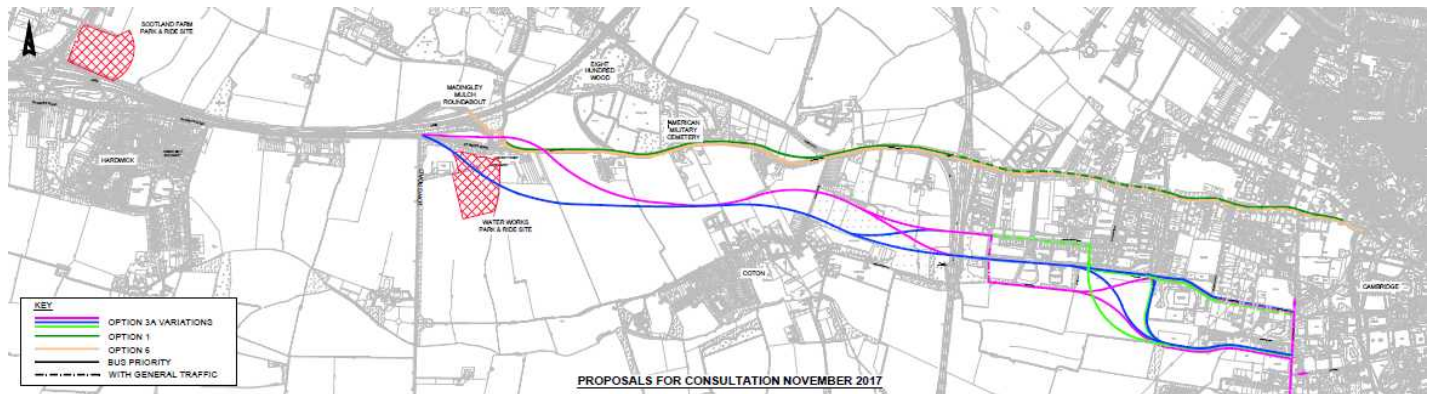 SCOTLAND FARM
PARK & RIDE SITE
EIGHT
HUNDRED
WOOD
MADINGLEY
MULCH
ROUNDABOUT
AMERICAN
MILITARY
CEMETERY
HARDWICK
WATER WORKS
PARK & RIDE SITE
COTON
CAMBRIDGE
KEY
OPTION 3A VARIATIONS
OPTION 1
OPTION 6
BUS PRIORITY
WITH GENERAL TRAFFIC
PROPOSALS FOR CONSULTATION NOVEMBER 2017